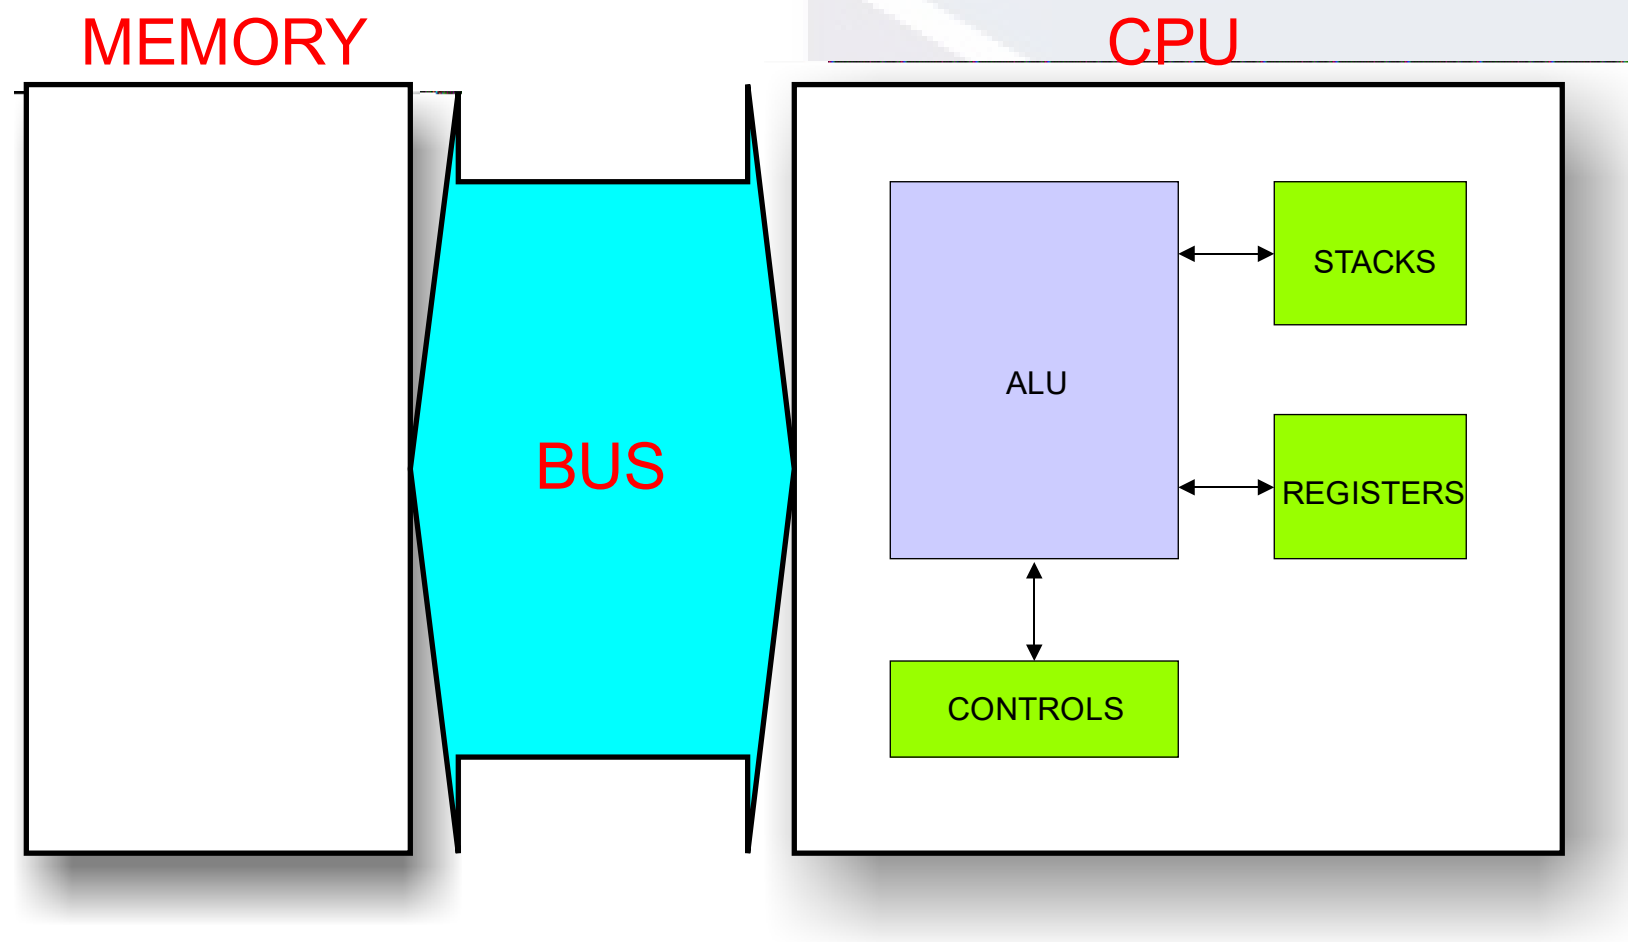 MEMORY
CPU
STACKS
ALU
BUS
REGISTERS
CONTROLS